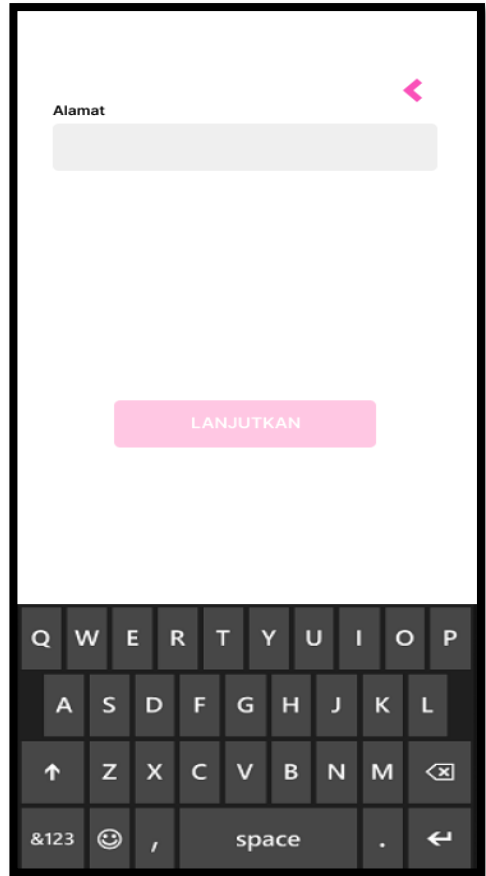 Alamat
LANJUTKAN
Q W E R T Y U I O P
A S D F G H J K L
Z X C V B N M
&123 , space .